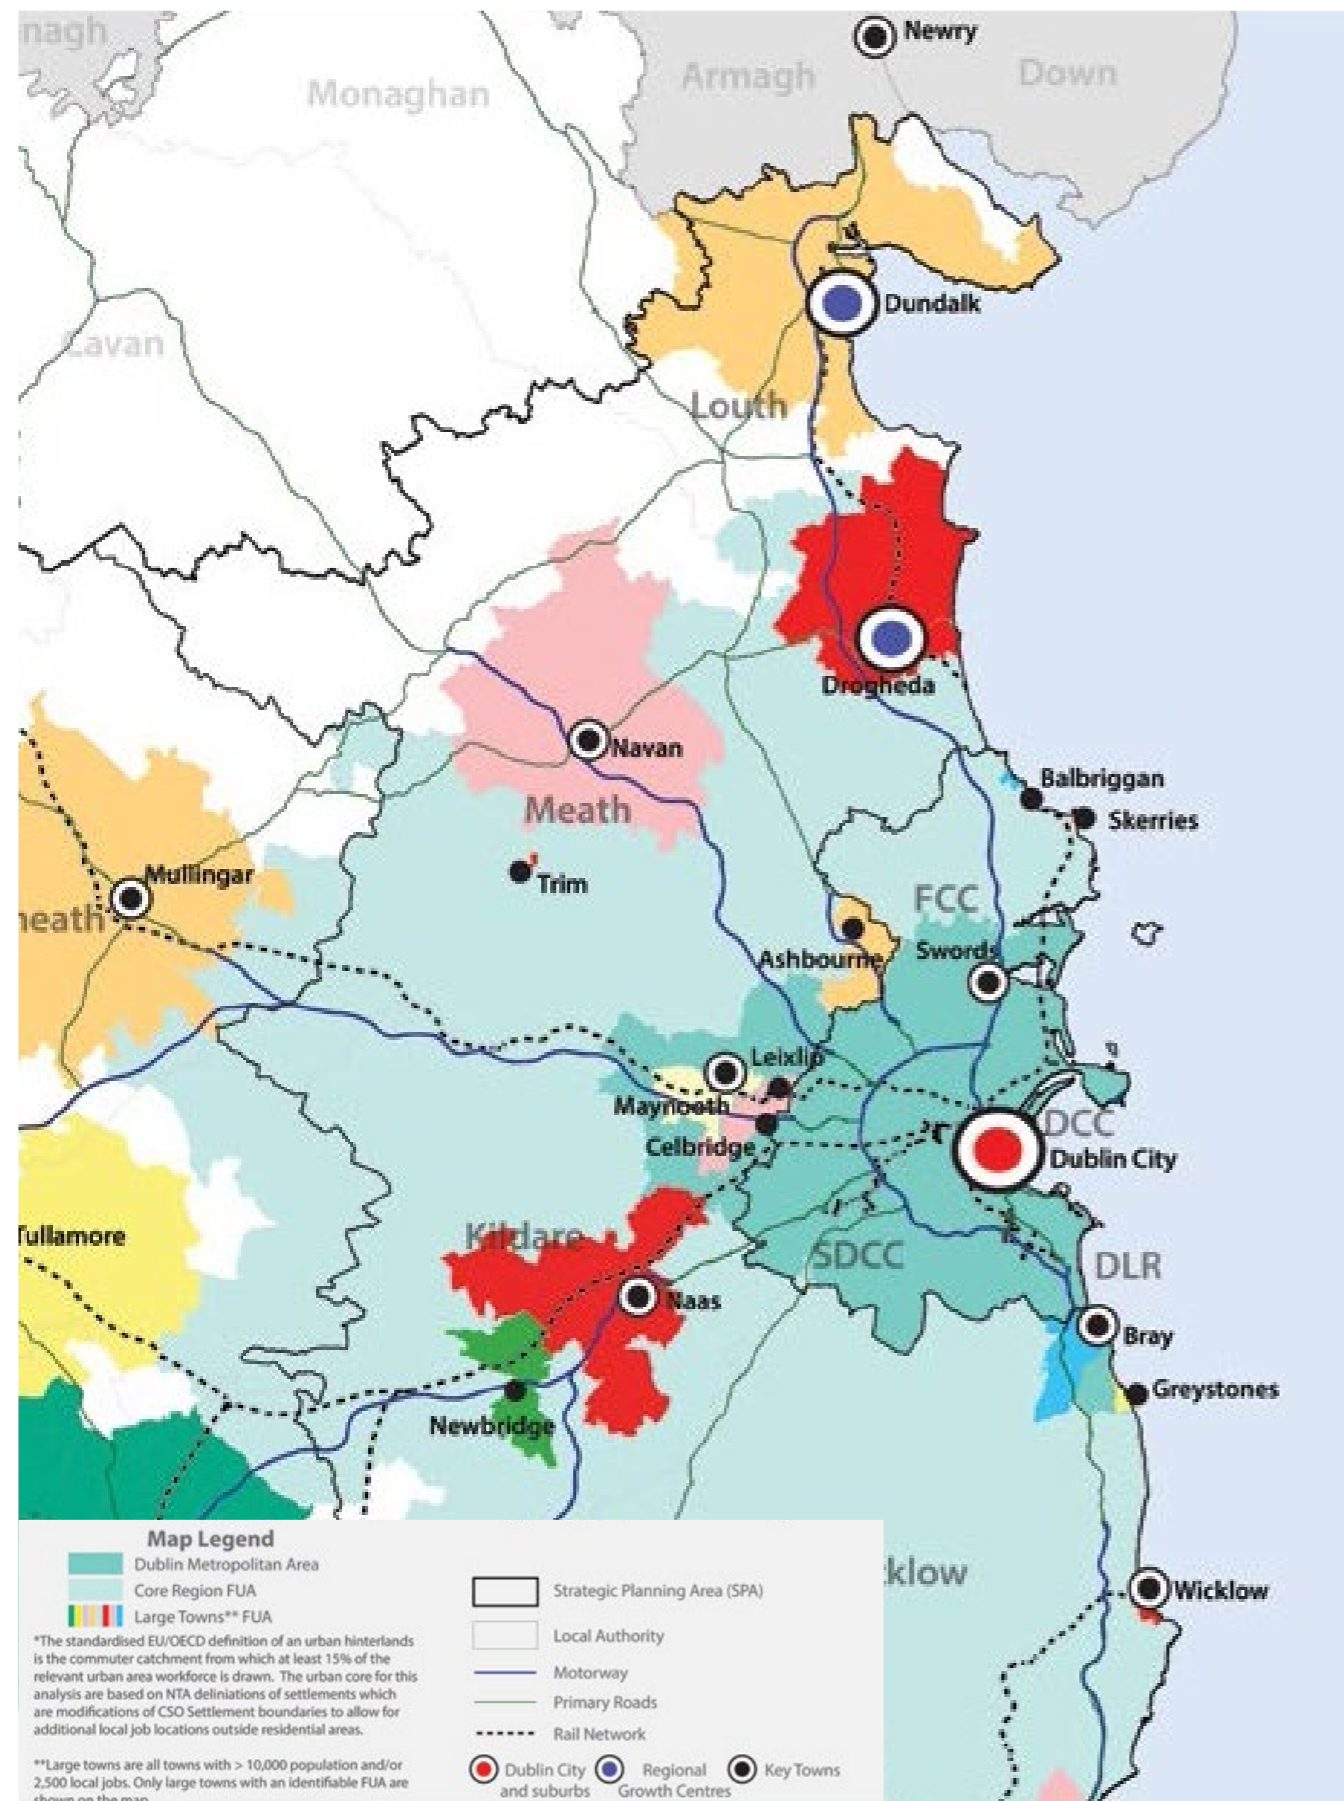 nagh
Newry
Armagh
Down
Monaghan
Dundalk
Cavan
Louth
Drogheda
Navan
Balbriggan
Meath
Skerries
Mullingar
Trim
FCC
neath
Swords
Ashbourne
Leixlip
Maynooth
DCC
Celbridge
Dublin City
Tullamore
Kildare
SDCC
DLR
Naas
Bray
Greystones
Newbridge
cklow
Wicklow
Map Legend
Dublin Metropolitan Area
Core Region FUA
Large Towns** FUA
*The standardised EU/OECD definition of an urban hinterlands
is the commuter catchment from which at least 15% of the
relevant urban area workforce is drawn. The urban core for this
analysis are based on NTA deliniations of settlements which
are modifications of CSO Settlement boundaries to allow for
additional local job locations outside residential areas.
**Large towns are all towns with > 10,000 population and/or
2,500 local jobs. Only large towns with an identifiable FUA are
shown on the map
Strategic Planning Area (SPA)
Local Authority
Motorway
Primary Roads
Rail Network
Dublin City
and suburbs
Regional
Growth Centres
Key Towns